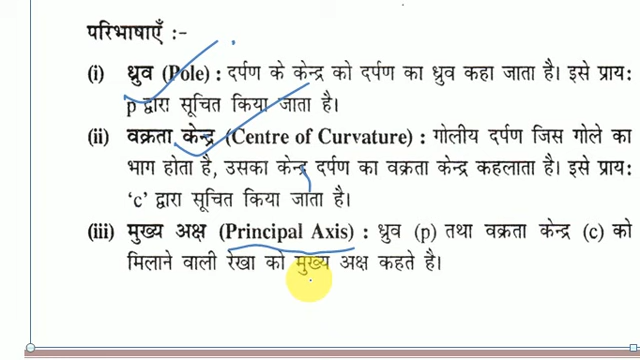 परिभाषाएँ :-
(i) ध्रुव (Pole) : दर्पण के केन्द्र को दर्पण का ध्रुव कहा जाता है। इसे प्राय:
p द्वारा सूचित किया जाता है।
(ii) वक्रता केन्द्र (Centre of Curvature) : गोलीय दर्पण जिस गोले का
भाग होता है, उसका केन्द्र दर्पण का वक्रता केन्द्र कहलाता है। इसे प्राय:
‘c’ द्वारा सूचित किया जाता है।
(iii) मुख्य अक्ष (Principal Axis) : ध्रुव (p) तथा वक्रता केन्द्र (c) को
मिलाने वाली रेखा को मुख्य अक्ष कहते है।